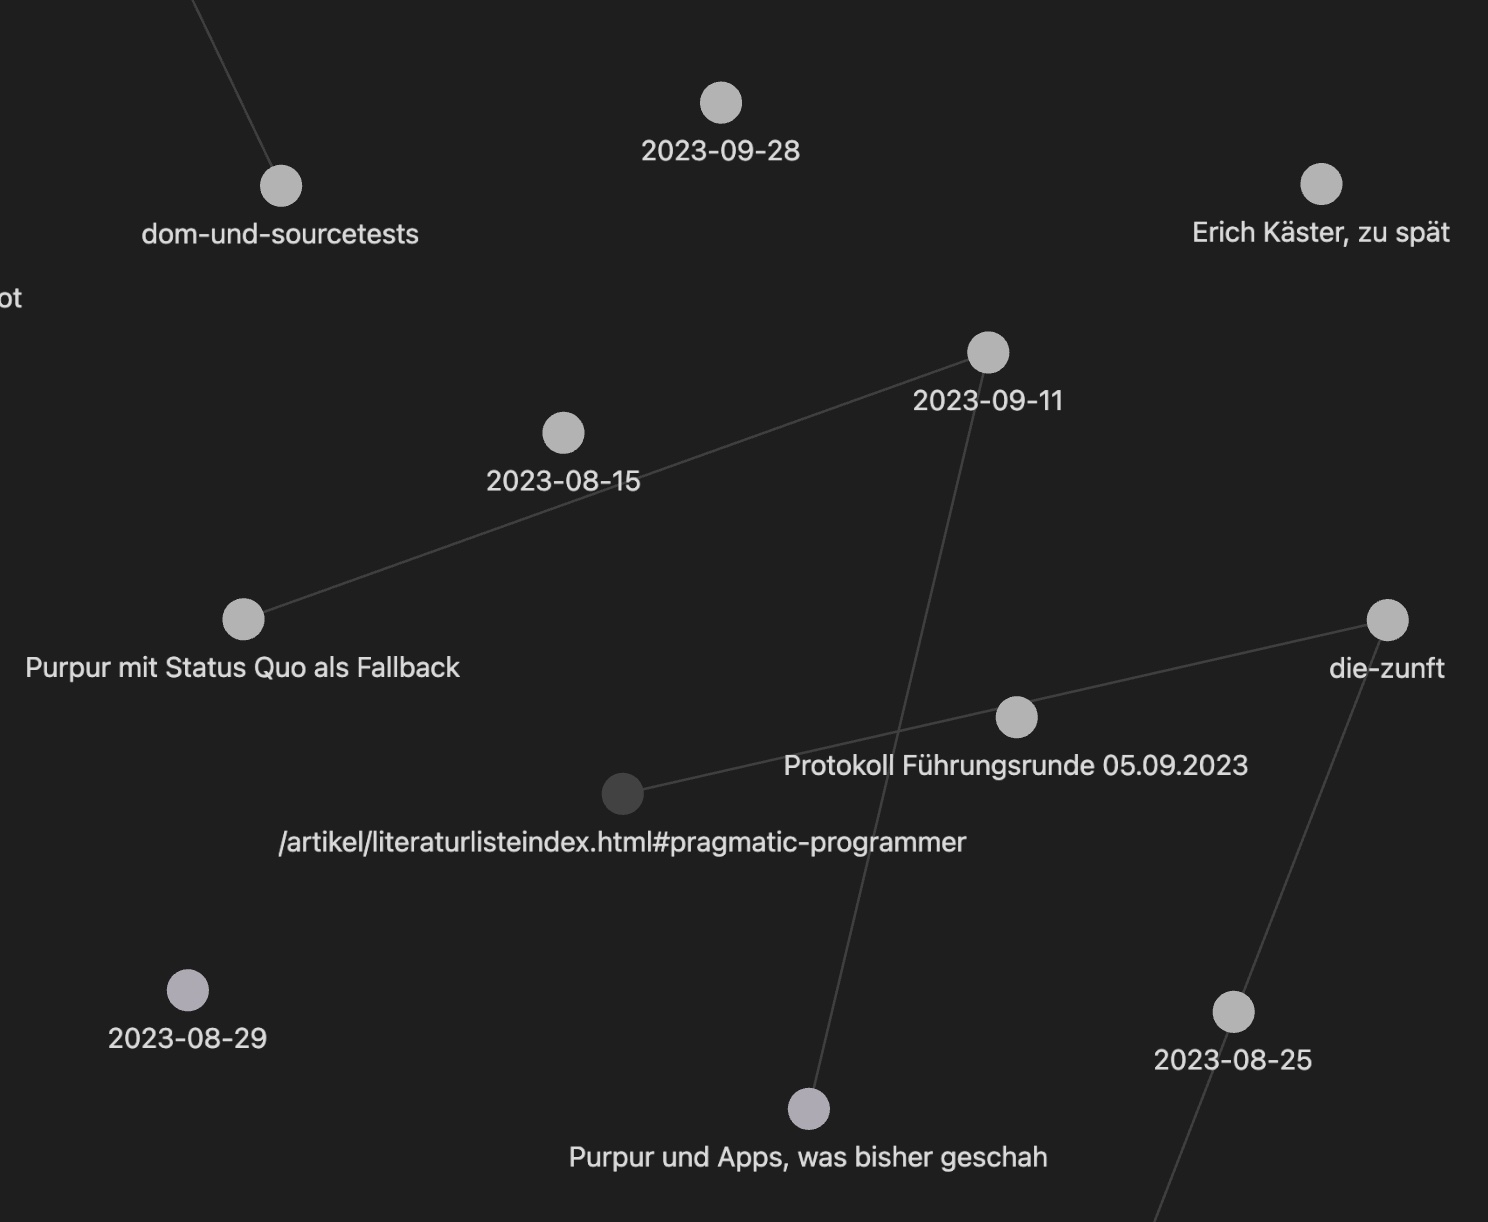 2023-09-28
dom-und-sourcetests
Erich Käster, zu spät
ot
2023-09-11
2023-08-15
Purpur mit Status Quo als Fallback
die-zunft
Protokoll Führungsrunde 05.09.2023
/artikel/literaturlisteindex.html#pragmatic-programmer
2023-08-29
2023-08-25
Purpur und Apps, was bisher geschah